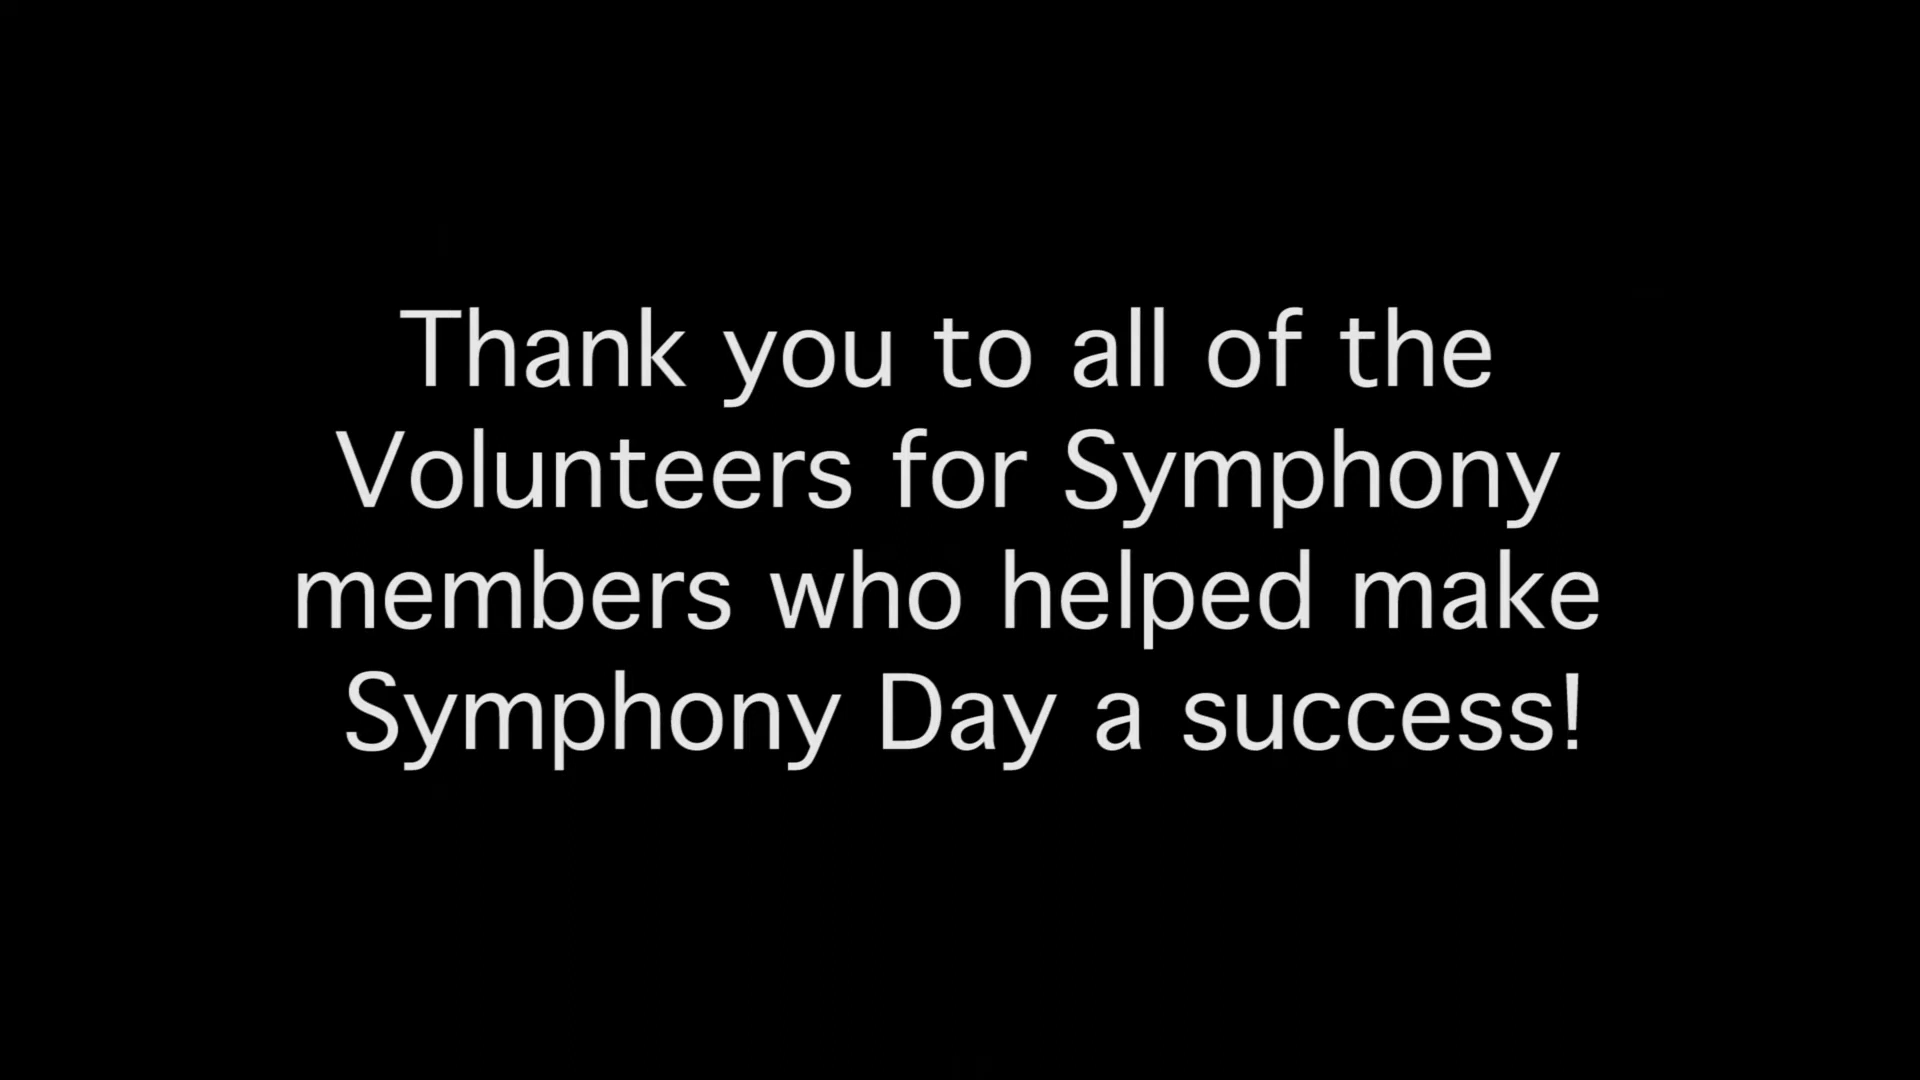 Thank you to all of the
Volunteers for Symphony
members who helped make
Symphony Day a success!